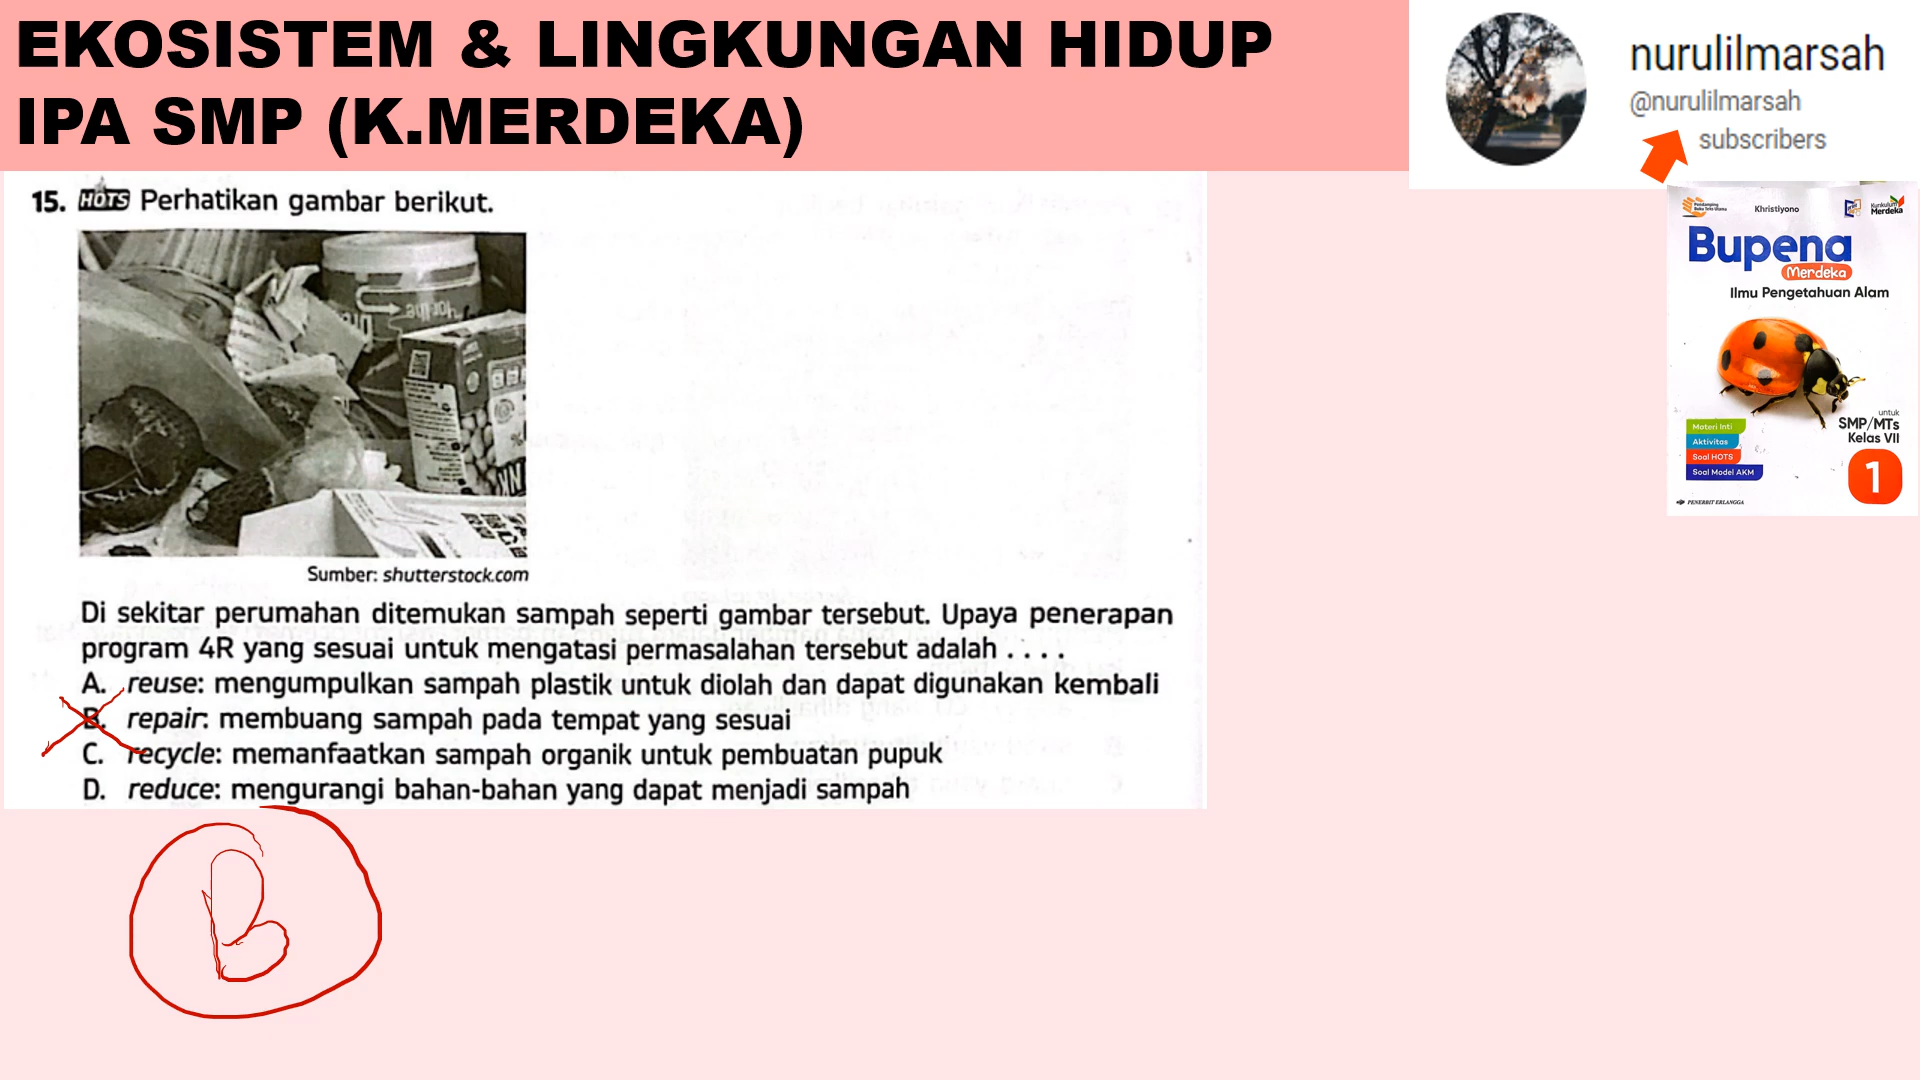 EKOSISTEM & LINGKUNGAN HIDUP
IPA SMP (K.MERDEKA)
nurulilmarsah
@nurulilmarsah
subscribers
15. HOTS Perhatikan gambar berikut.
Sumber: shutterstock.com
Di sekitar perumahan ditemukan sampah seperti gambar tersebut. Upaya penerapan
program 4R yang sesuai untuk mengatasi permasalahan tersebut adalah . . . .
A. reuse: mengumpulkan sampah plastik untuk diolah dan dapat digunakan kembali
B. repair: membuang sampah pada tempat yang sesuai
C. recycle: memanfaatkan sampah organik untuk pembuatan pupuk
D. reduce: mengurangi bahan-bahan yang dapat menjadi sampah
B
Khristiyono
Kurikulum
Merdeka
Bupena
Merdeka
Ilmu Pengetahuan Alam
untuk
SMP/MTs
Kelas VII
1
Materi Inti
Aktivitas
Soal HOTS
Soal Model AKM
PENERBIT ERLANGGA